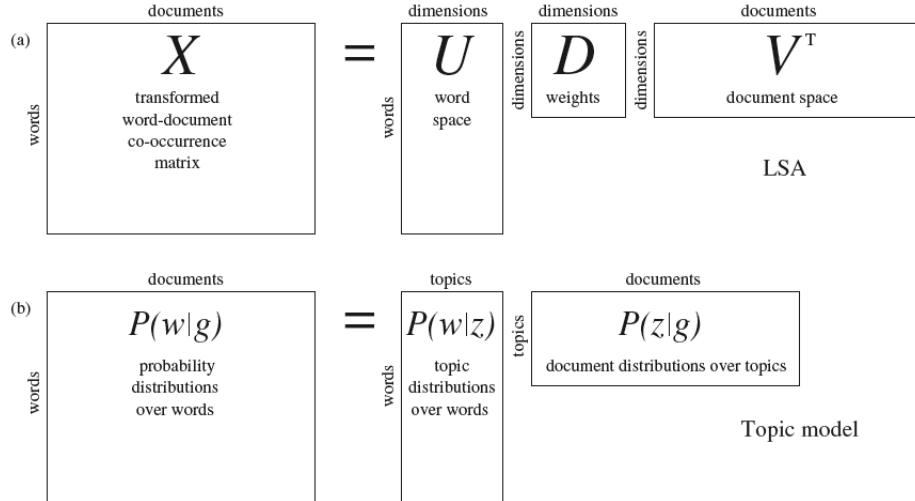 documents
dimensions
dimensions
documents
(a)
words
X
transformed
word-document
co-occurrence
matrix
=
words
U
word
space
dimensions
D
weights
dimensions
V^T
document space
LSA
documents
topics
documents
(b)
words
P(w|g)
probability
distributions
over words
=
words
P(w|z)
topic
distributions
over words
topics
P(z|g)
document distributions over topics
Topic model